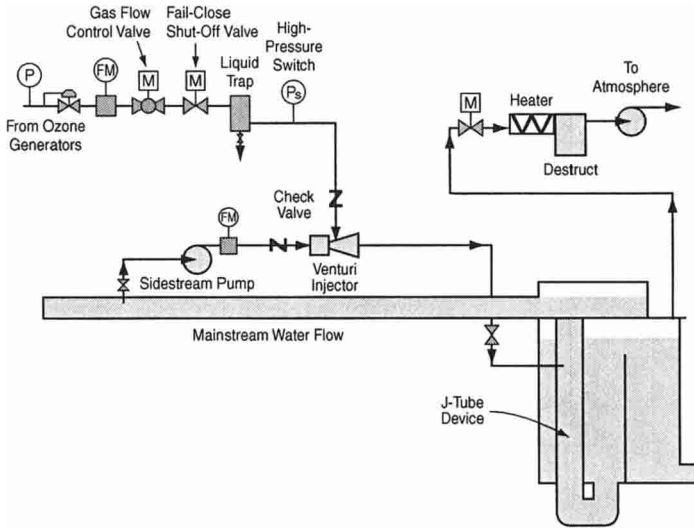 Gas Flow
Control Valve
Fail-Close
Shut-Off Valve
High-
Pressure
Switch
Liquid
Trap
P
FM
M
M
Ps
From Ozone
Generators
M
Heater
To
Atmosphere
Destruct
Check
Valve
FM
Sidestream Pump
Venturi
Injector
Mainstream Water Flow
J-Tube
Device